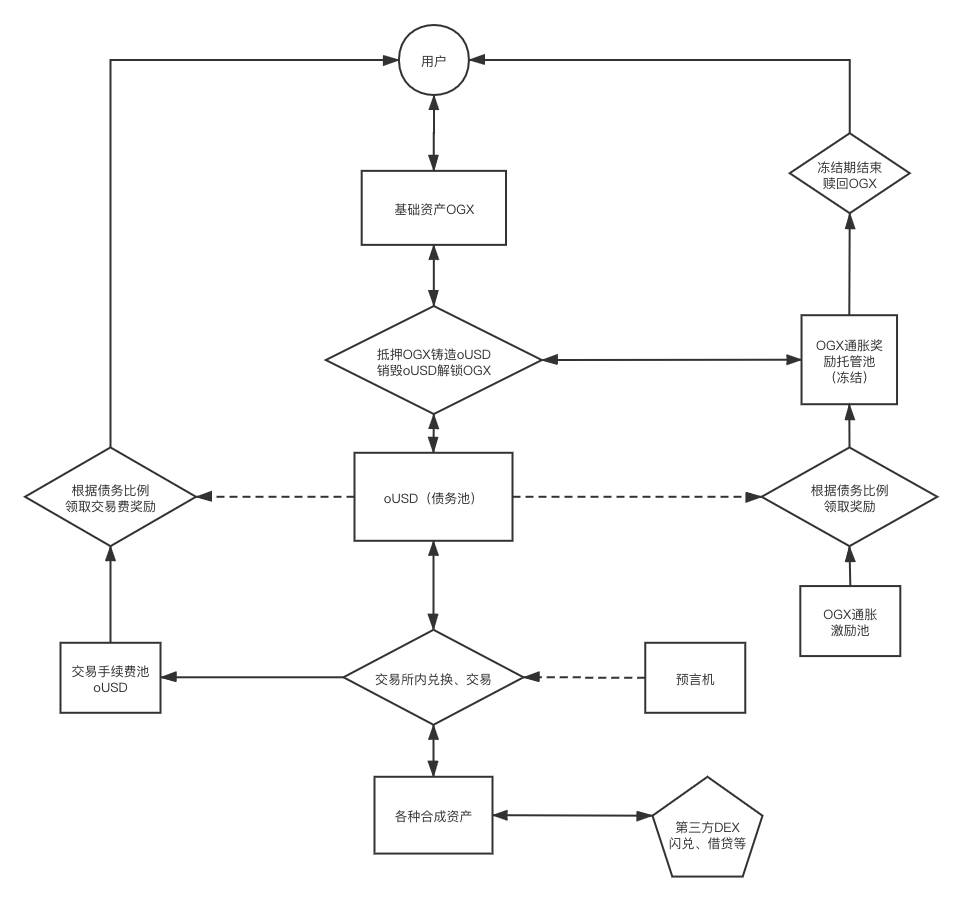 用户
冻结期结束
赎回OGX
基础资产OGX
抵押OGX铸造oUSD
销毁oUSD解锁OGX
OGX通胀奖
励托管池
（冻结）
根据债务比例
领取交易费奖励
oUSD（债务池）
根据债务比例
领取奖励
OGX通胀
激励池
交易手续费池
oUSD
交易所内兑换、交易
预言机
各种合成资产
第三方DEX
闪兑、借贷等